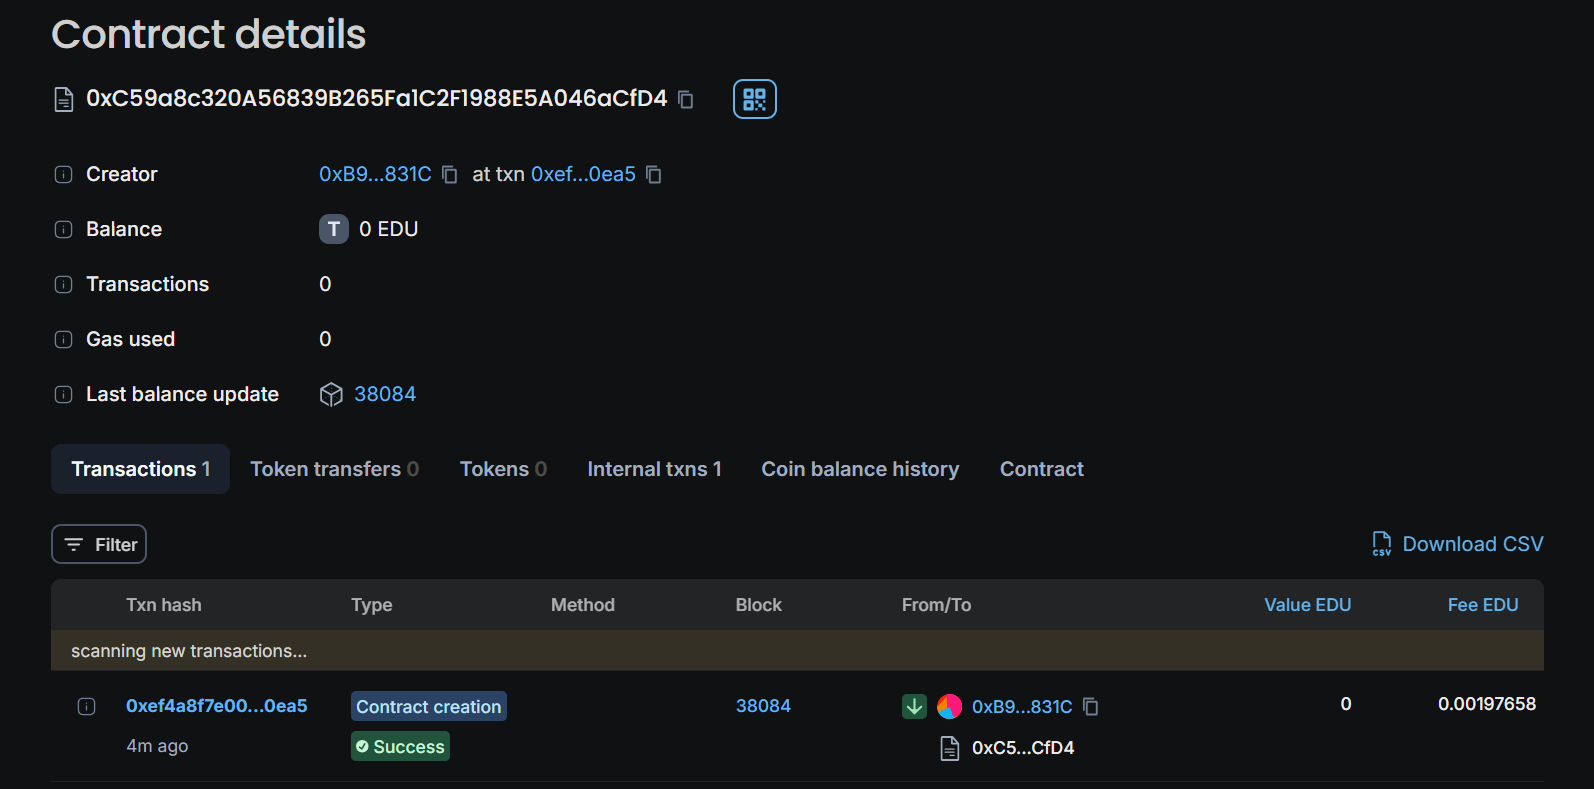 Contract details
0xC59a8c320A56839B265Fa1C2F1988E5A046aCfD4
Creator 0xB9...831C at txn 0xef...0ea5
Balance T 0 EDU
Transactions 0
Gas used 0
Last balance update 38084
Transactions 1 Token transfers 0 Tokens 0 Internal txns 1 Coin balance history Contract
Filter CSV Download CSV
Txn hash Type Method Block From/To Value EDU Fee EDU
scanning new transactions...
0xef4a8f7e00...0ea5 Contract creation 38084 0xB9...831C 0 0.00197658
4m ago Success 0xC5...CfD4